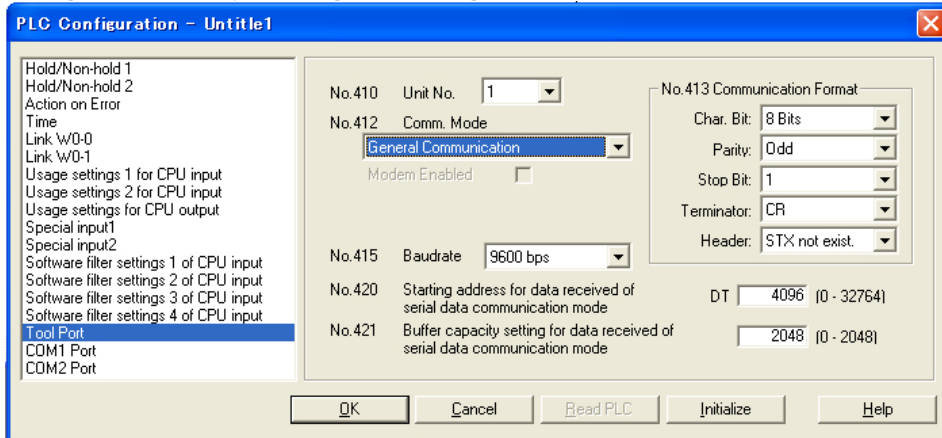 PLC Configuration - Untitle1
Hold/Non-hold 1
Hold/Non-hold 2
Action on Error
Time
Link W0-0
Link W0-1
Usage settings 1 for CPU input
Usage settings 2 for CPU input
Usage settings for CPU output
Special input1
Special input2
Software filter settings 1 of CPU input
Software filter settings 2 of CPU input
Software filter settings 3 of CPU input
Software filter settings 4 of CPU input
Tool Port
COM1 Port
COM2 Port
No.410 Unit No. 1
No.412 Comm. Mode
General Communication
Modem Enabled
No.415 Baudrate 9600 bps
No.413 Communication Format
Char. Bit: 8 Bits
Parity: Odd
Stop Bit: 1
Terminator: CR
Header: STX not exist.
No.420 Starting address for data received of
serial data communication mode
DT 4096 (0 - 32764)
No.421 Buffer capacity setting for data received of
serial data communication mode
2048 (0 - 2048)
OK Cancel Read PLC Initialize Help